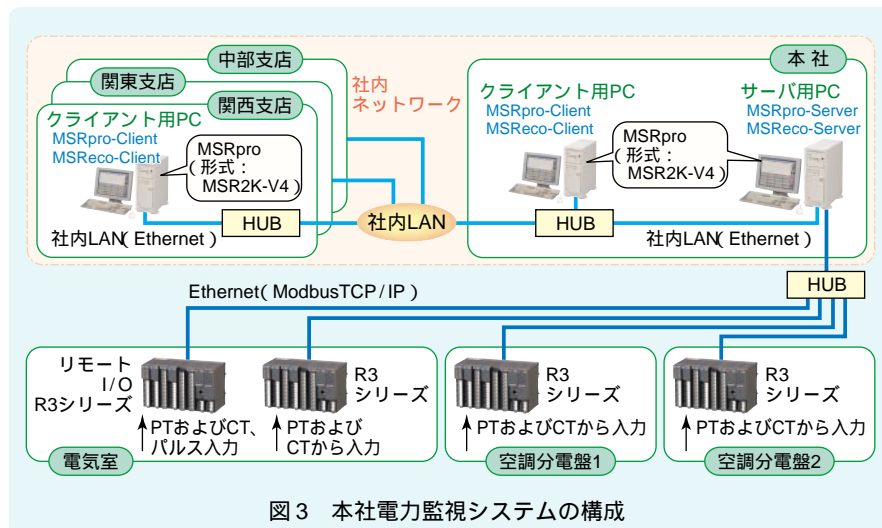 中部支店
関東支店
関西支店
クライアント用PC
MSRpro-Client
MSReco-Client
MSRpro
（形式：
MSR2K-V4）
HUB
社内LAN（Ethernet）
社内
ネットワーク
社内LAN
本 社
クライアント用PC
MSRpro-Client
MSReco-Client
MSRpro
（形式：
MSR2K-V4）
サーバ用PC
MSRpro-Server
MSReco-Server
HUB
社内LAN（Ethernet）
HUB
Ethernet（ModbusTCP/IP）
リモート
I/O
R3シリーズ
PTおよびCT、
パルス入力
R3
シリーズ
PTおよび
CTから入力
電気室
R3
シリーズ
PTおよびCTから入力
空調分電盤1
R3
シリーズ
PTおよびCTから入力
空調分電盤2
図3 本社電力監視システムの構成